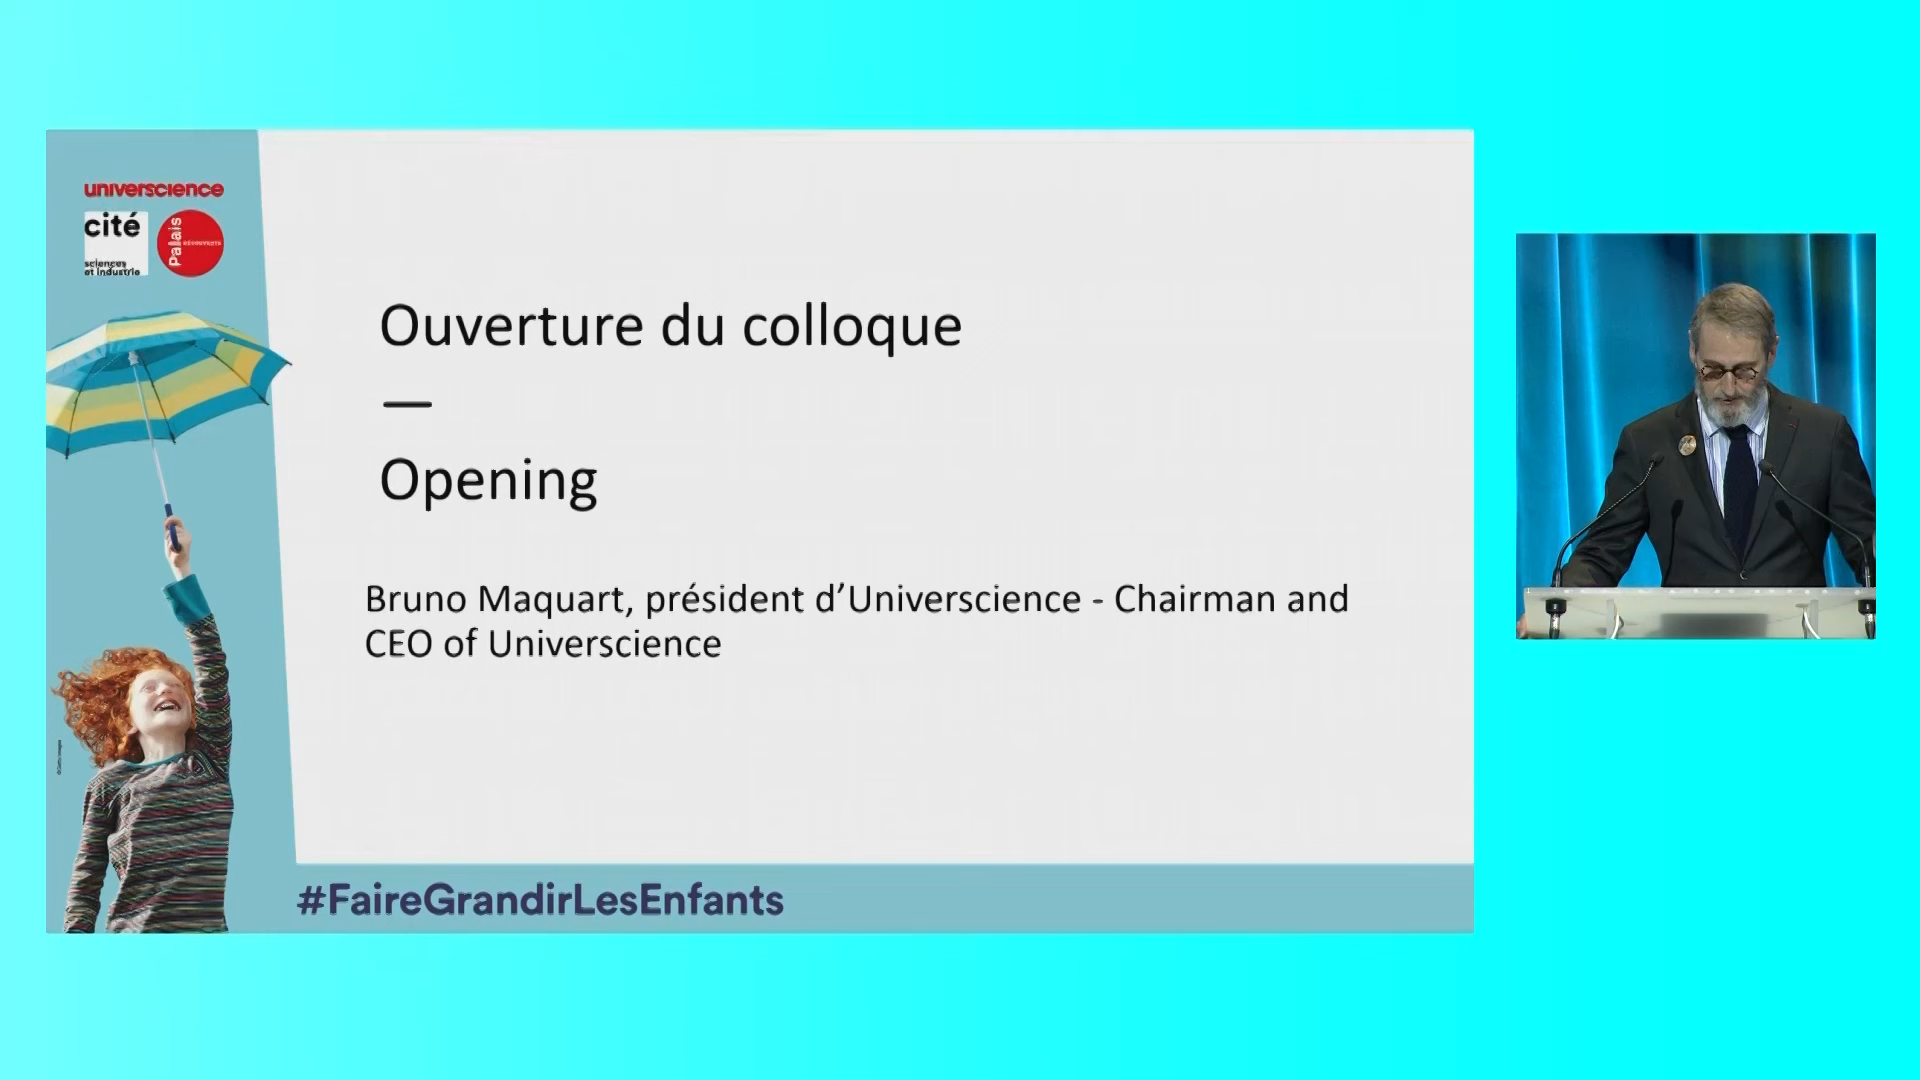 universcience
cité
sciences
et industrie
Palais
DÉCOUVERTE
Ouverture du colloque
—
Opening
Bruno Maquart, président d’Universcience - Chairman and
CEO of Universcience
#FaireGrandirLesEnfants